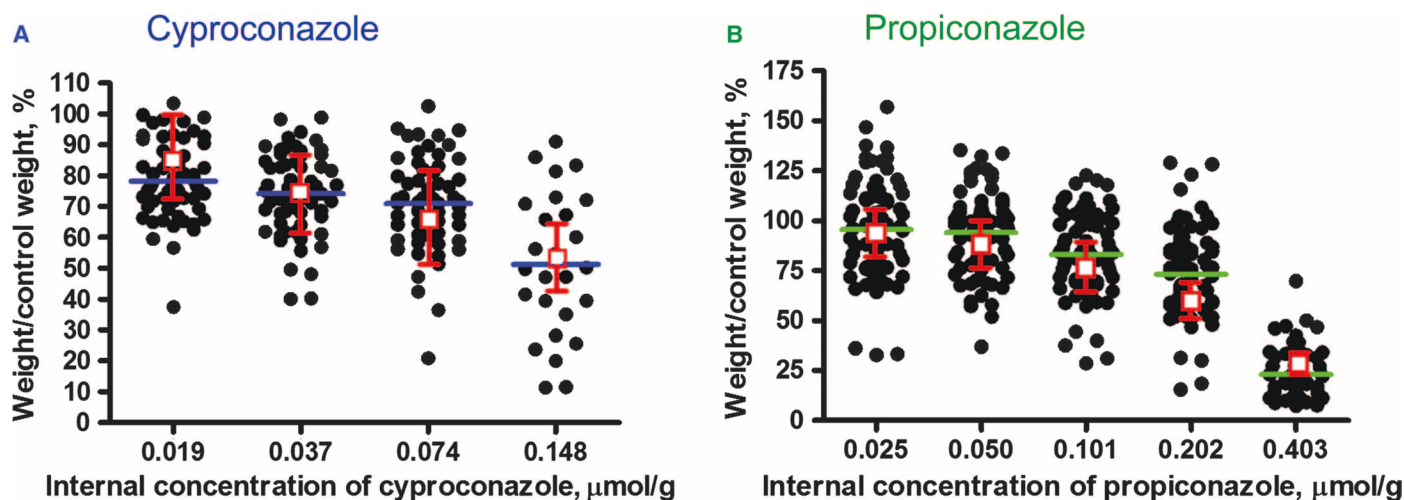 A
Cyproconazole
Weight/control weight, %
110
100
90
80
70
60
50
40
30
20
10
0
0.019 0.037 0.074 0.148
Internal concentration of cyproconazole, μmol/g
B
Propiconazole
Weight/control weight, %
175
150
125
100
75
50
25
0
0.025 0.050 0.101 0.202 0.403
Internal concentration of propiconazole, μmol/g